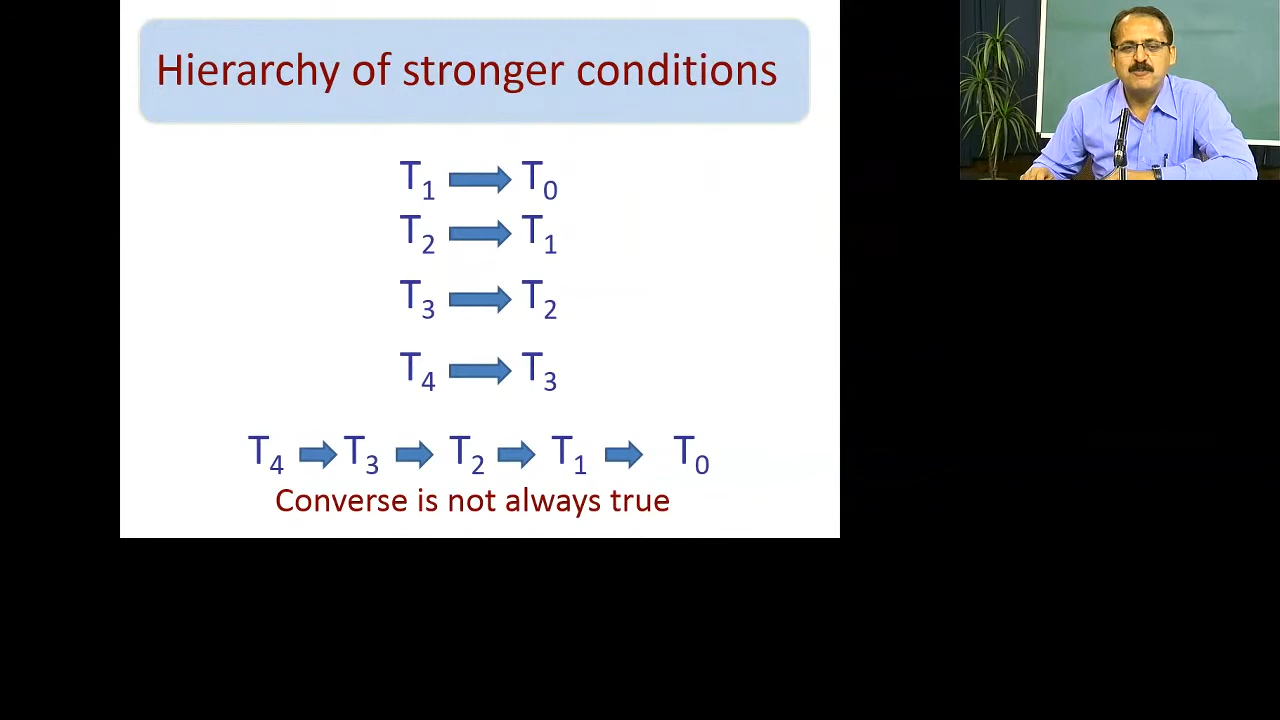 Hierarchy of stronger conditions
T₁ ➡ T₀
T₂ ➡ T₁
T₃ ➡ T₂
T₄ ➡ T₃
T₄ ➡ T₃ ➡ T₂ ➡ T₁ ➡ T₀
Converse is not always true